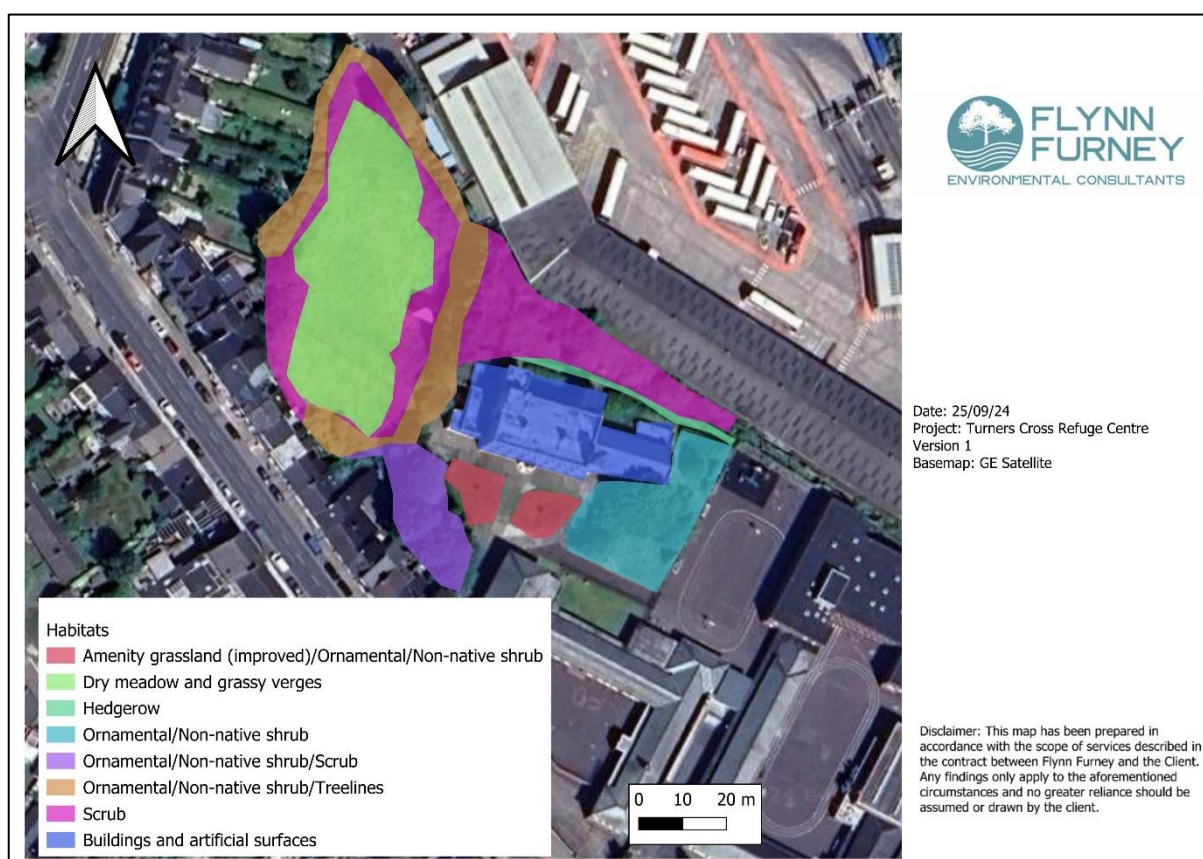 FLYNN
FURNEY
ENVIRONMENTAL CONSULTANTS
Date: 25/09/24
Project: Turners Cross Refuge Centre
Version 1
Basemap: GE Satellite
Habitats
Amenity grassland (improved)/Ornamental/Non-native shrub
Dry meadow and grassy verges
Hedgerow
Ornamental/Non-native shrub
Ornamental/Non-native shrub/Scrub
Ornamental/Non-native shrub/Treelines
Scrub
Buildings and artificial surfaces
0 10 20 m
Disclaimer: This map has been prepared in
accordance with the scope of services described in
the contract between Flynn Furney and the Client.
Any findings only apply to the aforementioned
circumstances and no greater reliance should be
assumed or drawn by the client.